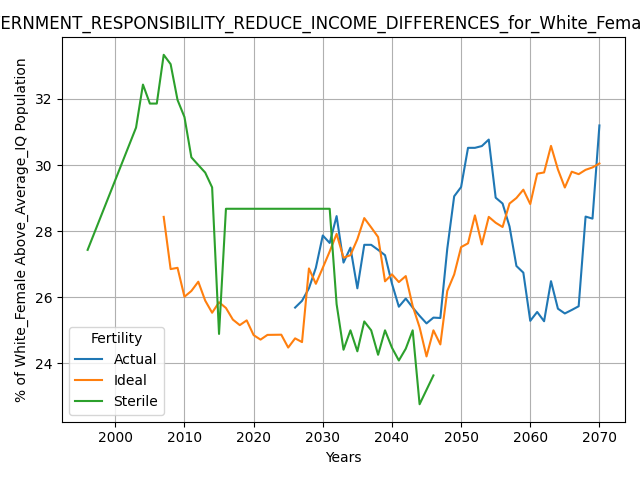 ERNMENT_RESPONSIBILITY_REDUCE_INCOME_DIFFERENCES_for_White_Fema
% of White_Female Above_Average_IQ Population
32
30
28
26
24
Fertility
Actual
Ideal
Sterile
2000 2010 2020 2030 2040 2050 2060 2070
Years